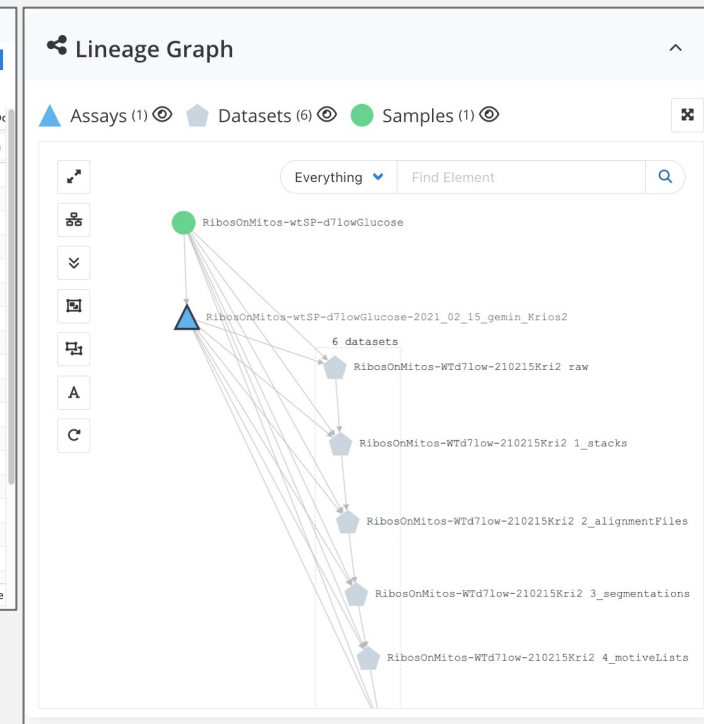 Lineage Graph
Assays (1) Datasets (6) Samples (1)
Everything Find Element
RibosOnMitos-wtSP-d7lowGlucose
RibosOnMitos-wtSP-d7lowGlucose-2021_02_15_gemin_Krios2
6 datasets
RibosOnMitos-WTd7low-210215Kri2 raw
RibosOnMitos-WTd7low-210215Kri2 1_stacks
RibosOnMitos-WTd7low-210215Kri2 2_alignmentFiles
A
RibosOnMitos-WTd7low-210215Kri2 3_segmentations
RibosOnMitos-WTd7low-210215Kri2 4_motiveLists